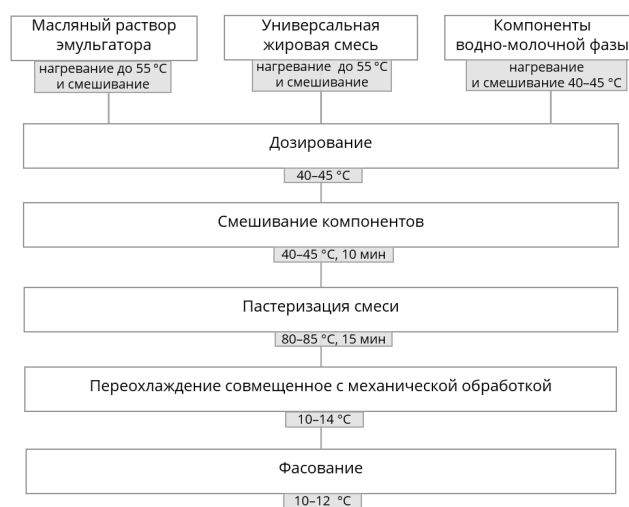 Масляный раствор
эмульгатора
нагревание до 55 °С
и смешивание
Универсальная
жировая смесь
нагревание до 55 °С
и смешивание
Компоненты
водно-молочной фазы
нагревание
и смешивание 40–45 °С
Дозирование
40–45 °С
Смешивание компонентов
40–45 °С, 10 мин
Пастеризация смеси
80–85 °С, 15 мин
Переохлаждение совмещенное с механической обработкой
10–14 °С
Фасование
10–12 °С